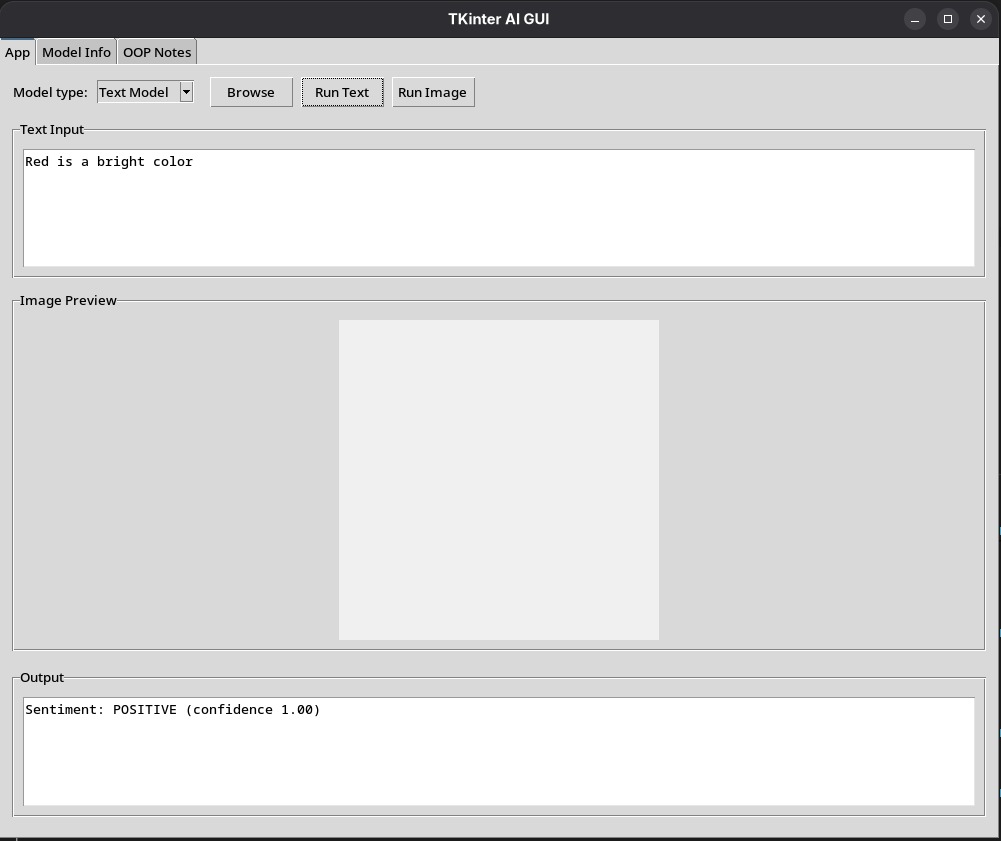 TKinter AI GUI
App Model Info OOP Notes
Model type: Text Model Browse Run Text Run Image
Text Input
Red is a bright color
Image Preview
Output
Sentiment: POSITIVE (confidence 1.00)